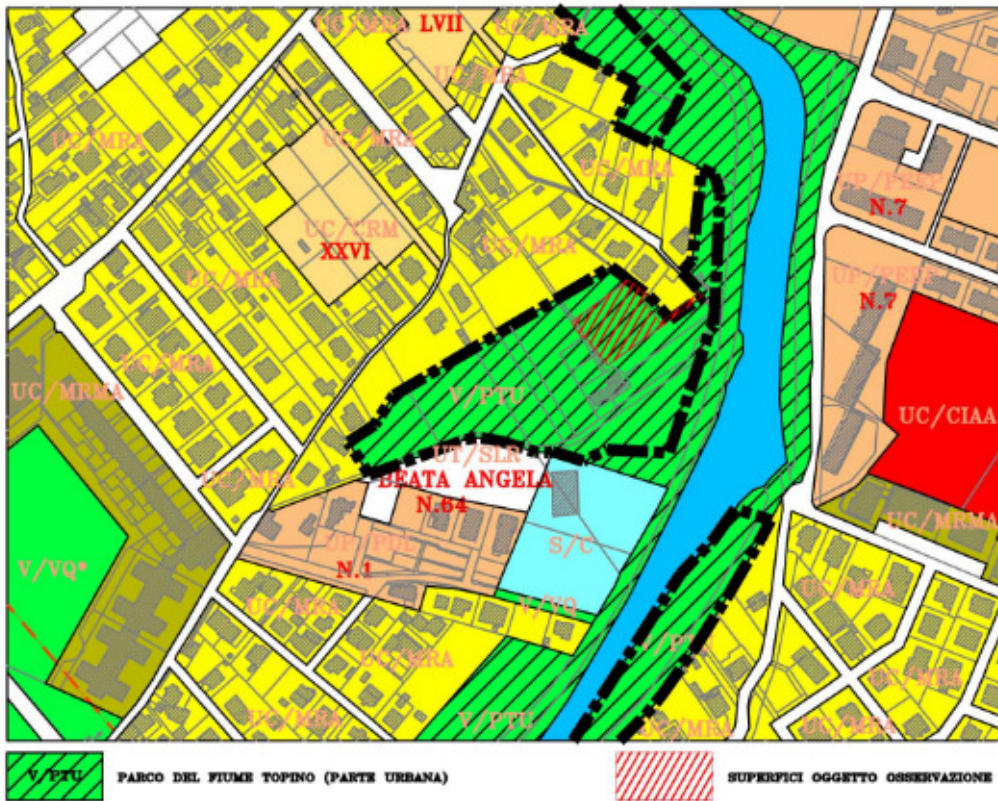 UC/MRA LVII UC/MRA
UC/MRA
UC/MRA
UC/MRA
UC/MRA
UP/PEEP
N.7
UC/CRM
XXVI
UC/MRA
UC/MRA
UP/PEEP
N.7
UC/MRMA
UC/MRA
V/PTU
UC/CIAA
UT/SLR
BEATA ANGELA
N.64
UC/MRA
UC/MRMA
S/C
UP/PDL
N.1
V/VQ*
UC/MRA
V/VQ
UC/MRA
UC/MRA
UC/MRA
UC/MRA
V/PTU
UC/MRA
UC/MRA
V/PTU PARCO DEL FIUME TOPINO (PARTE URBANA)
SUPERFICI OGGETTO OSSERVAZIONE